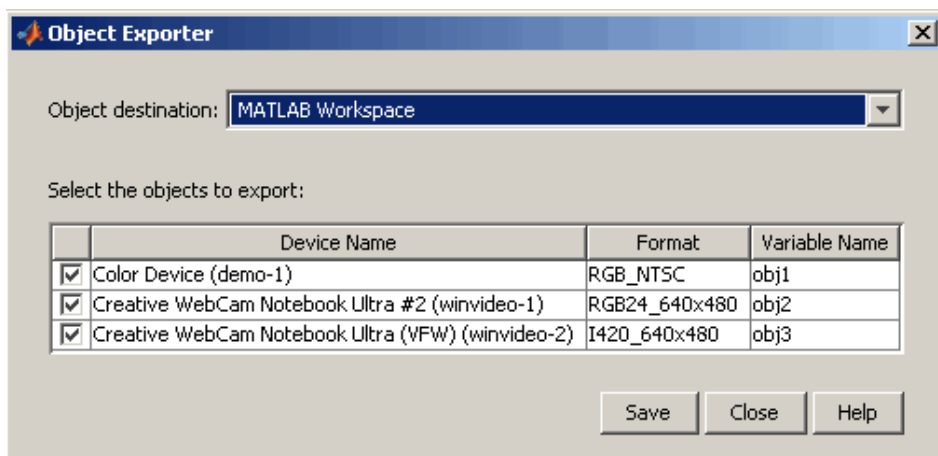 Object Exporter
Object destination: MATLAB Workspace
Select the objects to export:
Device Name Format Variable Name
Color Device (demo-1) RGB_NTSC obj1
Creative WebCam Notebook Ultra #2 (winvideo-1) RGB24_640x480 obj2
Creative WebCam Notebook Ultra (VFW) (winvideo-2) I420_640x480 obj3
Save Close Help